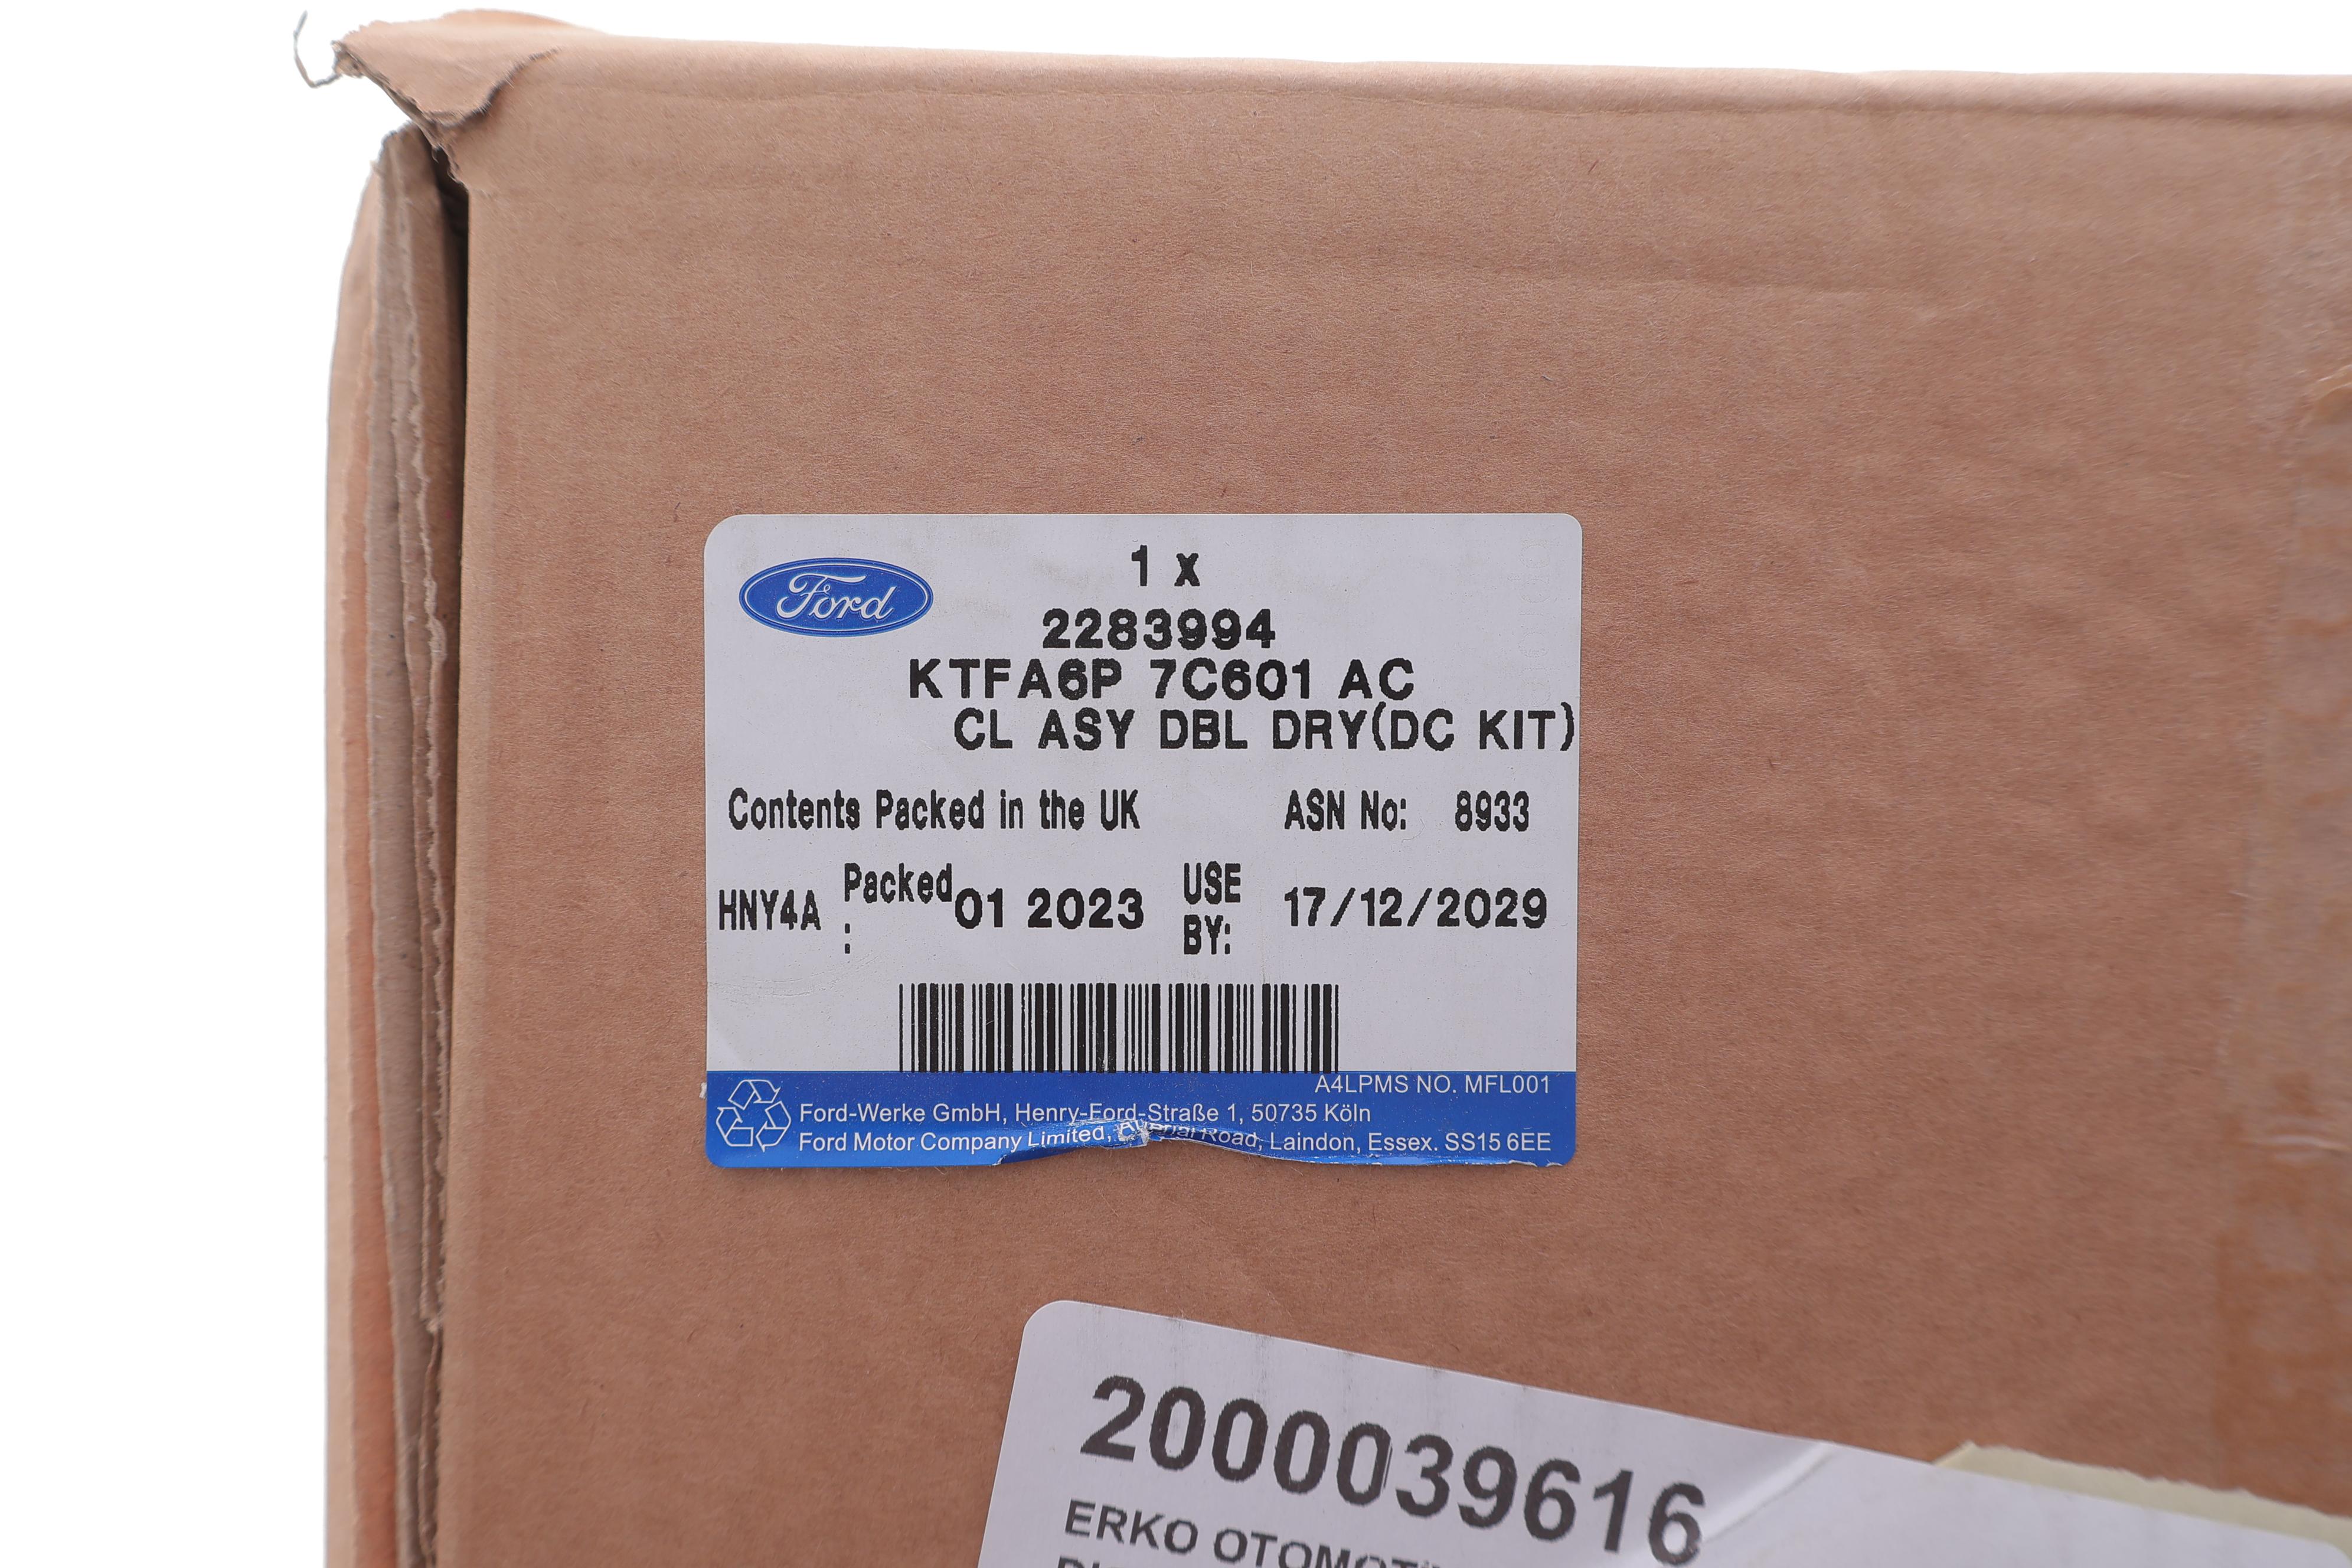 Ford
1 x
2283994
KTFA6P 7C601 AC
CL ASY DBL DRY(DC KIT)
Contents Packed in the UK ASN No: 8933
HNY4A Packed : 01 2023 USE BY: 17/12/2029
A4LPMS NO. MFL001
Ford-Werke GmbH, Henry-Ford-Straße 1, 50735 Köln
Ford Motor Company Limited, Road, Laindon, Essex. SS15 6EE
2000039616
ERKO